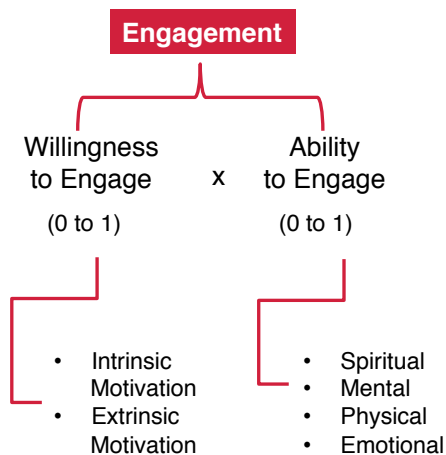 Engagement
Willingness
to Engage
x
Ability
to Engage
(0 to 1)
(0 to 1)
• Intrinsic
Motivation
• Extrinsic
Motivation
• Spiritual
• Mental
• Physical
• Emotional